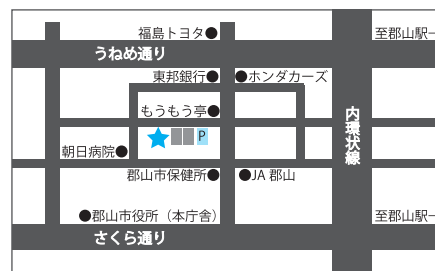 福島トヨタ●
至郡山駅→
うねめ通り
東邦銀行●
●ホンダカーズ
もうもう亭●
内環状線
P
朝日病院●
郡山市保健所●
●JA 郡山
●郡山市役所（本庁舎）
至郡山駅→
さくら通り